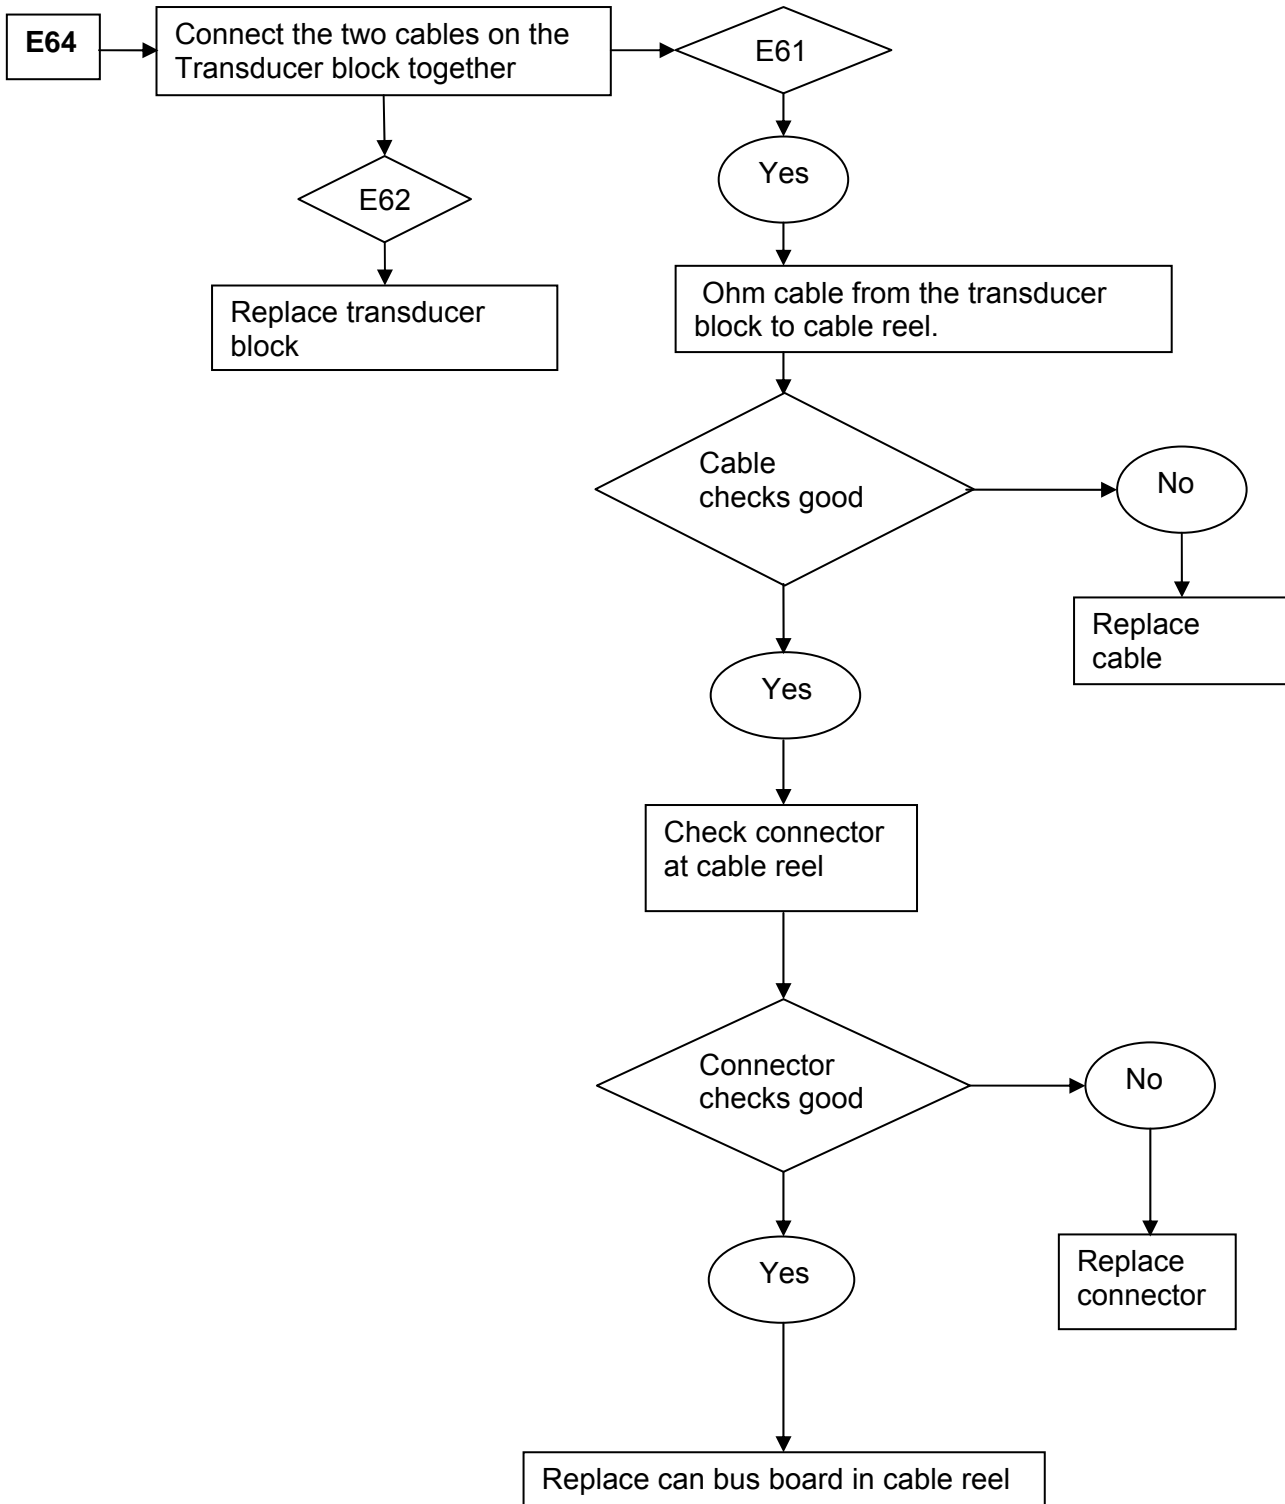 E64
Connect the two cables on the
Transducer block together
E61
E62
Yes
Replace transducer
block
Ohm cable from the transducer
block to cable reel.
Cable
checks good
No
Replace
cable
Yes
Check connector
at cable reel
Connector
checks good
No
Replace
connector
Yes
Replace can bus board in cable reel